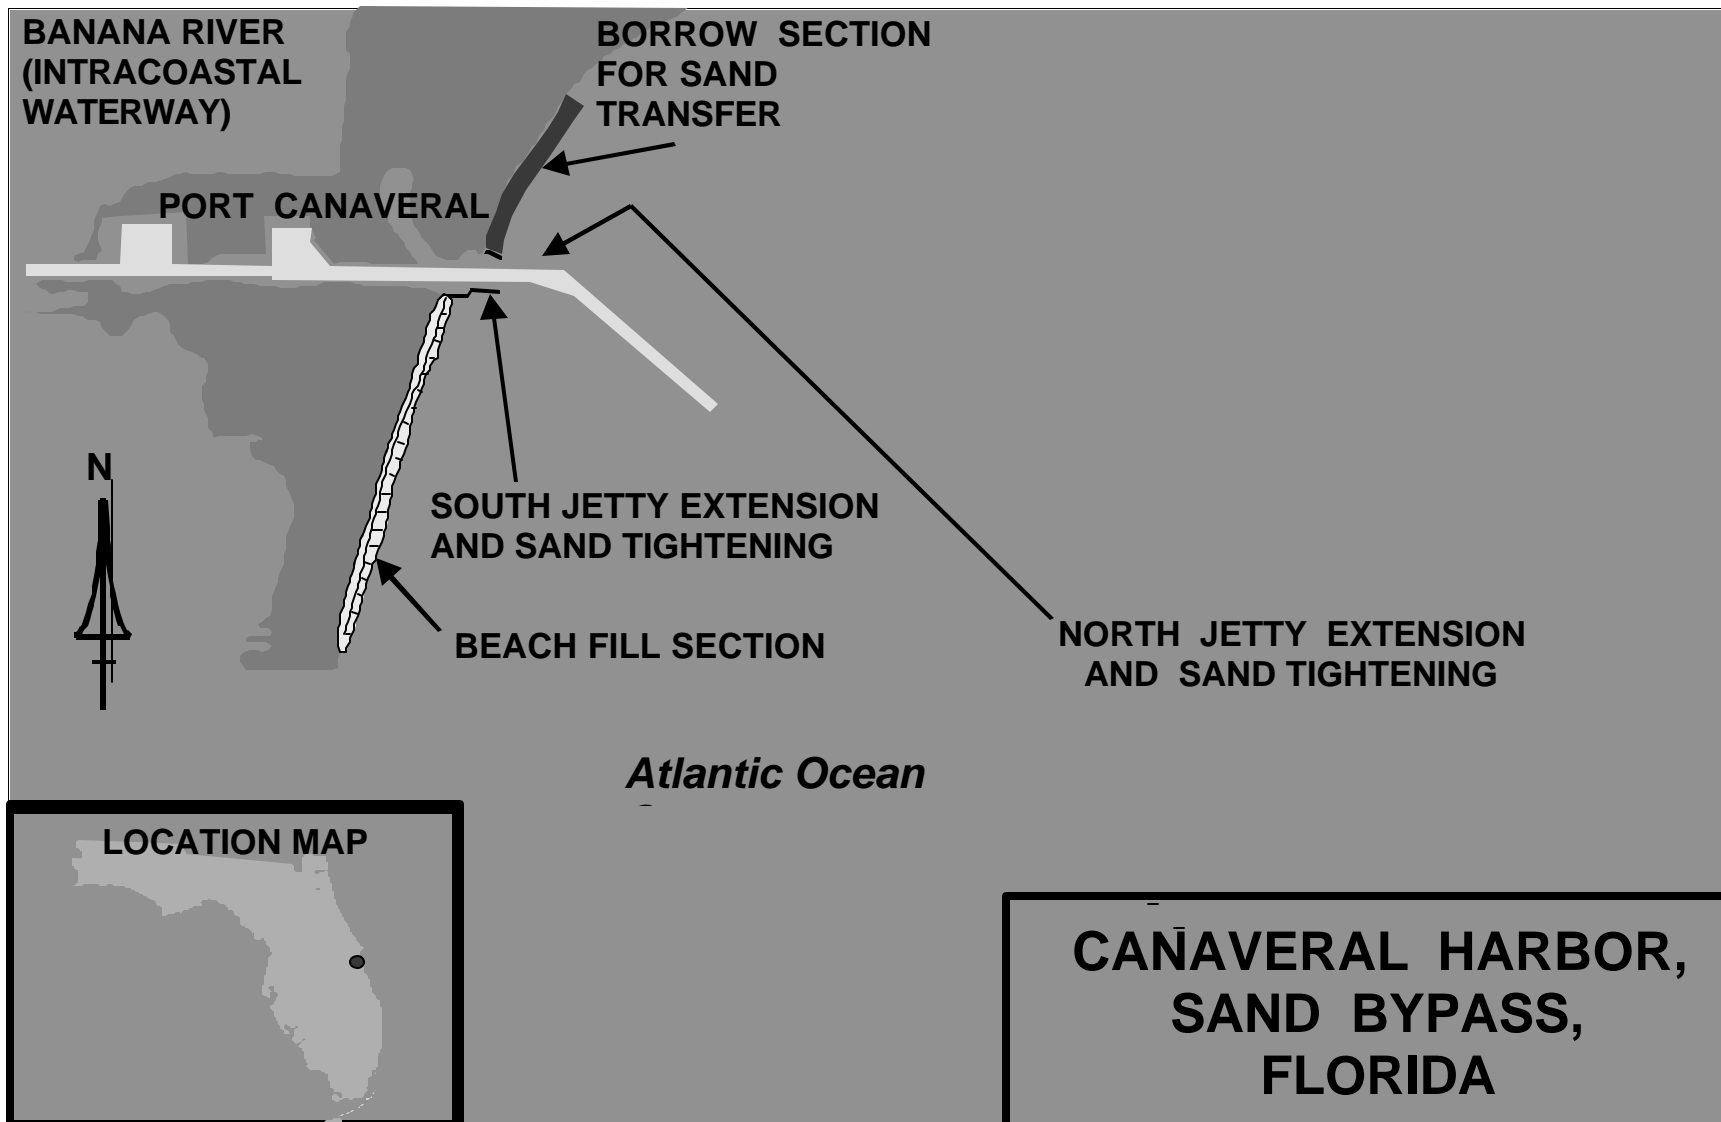 BANANA RIVER
(INTRACOASTAL
WATERWAY)
BORROW SECTION
FOR SAND
TRANSFER
PORT CANAVERAL
N
SOUTH JETTY EXTENSION
AND SAND TIGHTENING
BEACH FILL SECTION
NORTH JETTY EXTENSION
AND SAND TIGHTENING
Atlantic Ocean
LOCATION MAP
CANAVERAL HARBOR,
SAND BYPASS,
FLORIDA